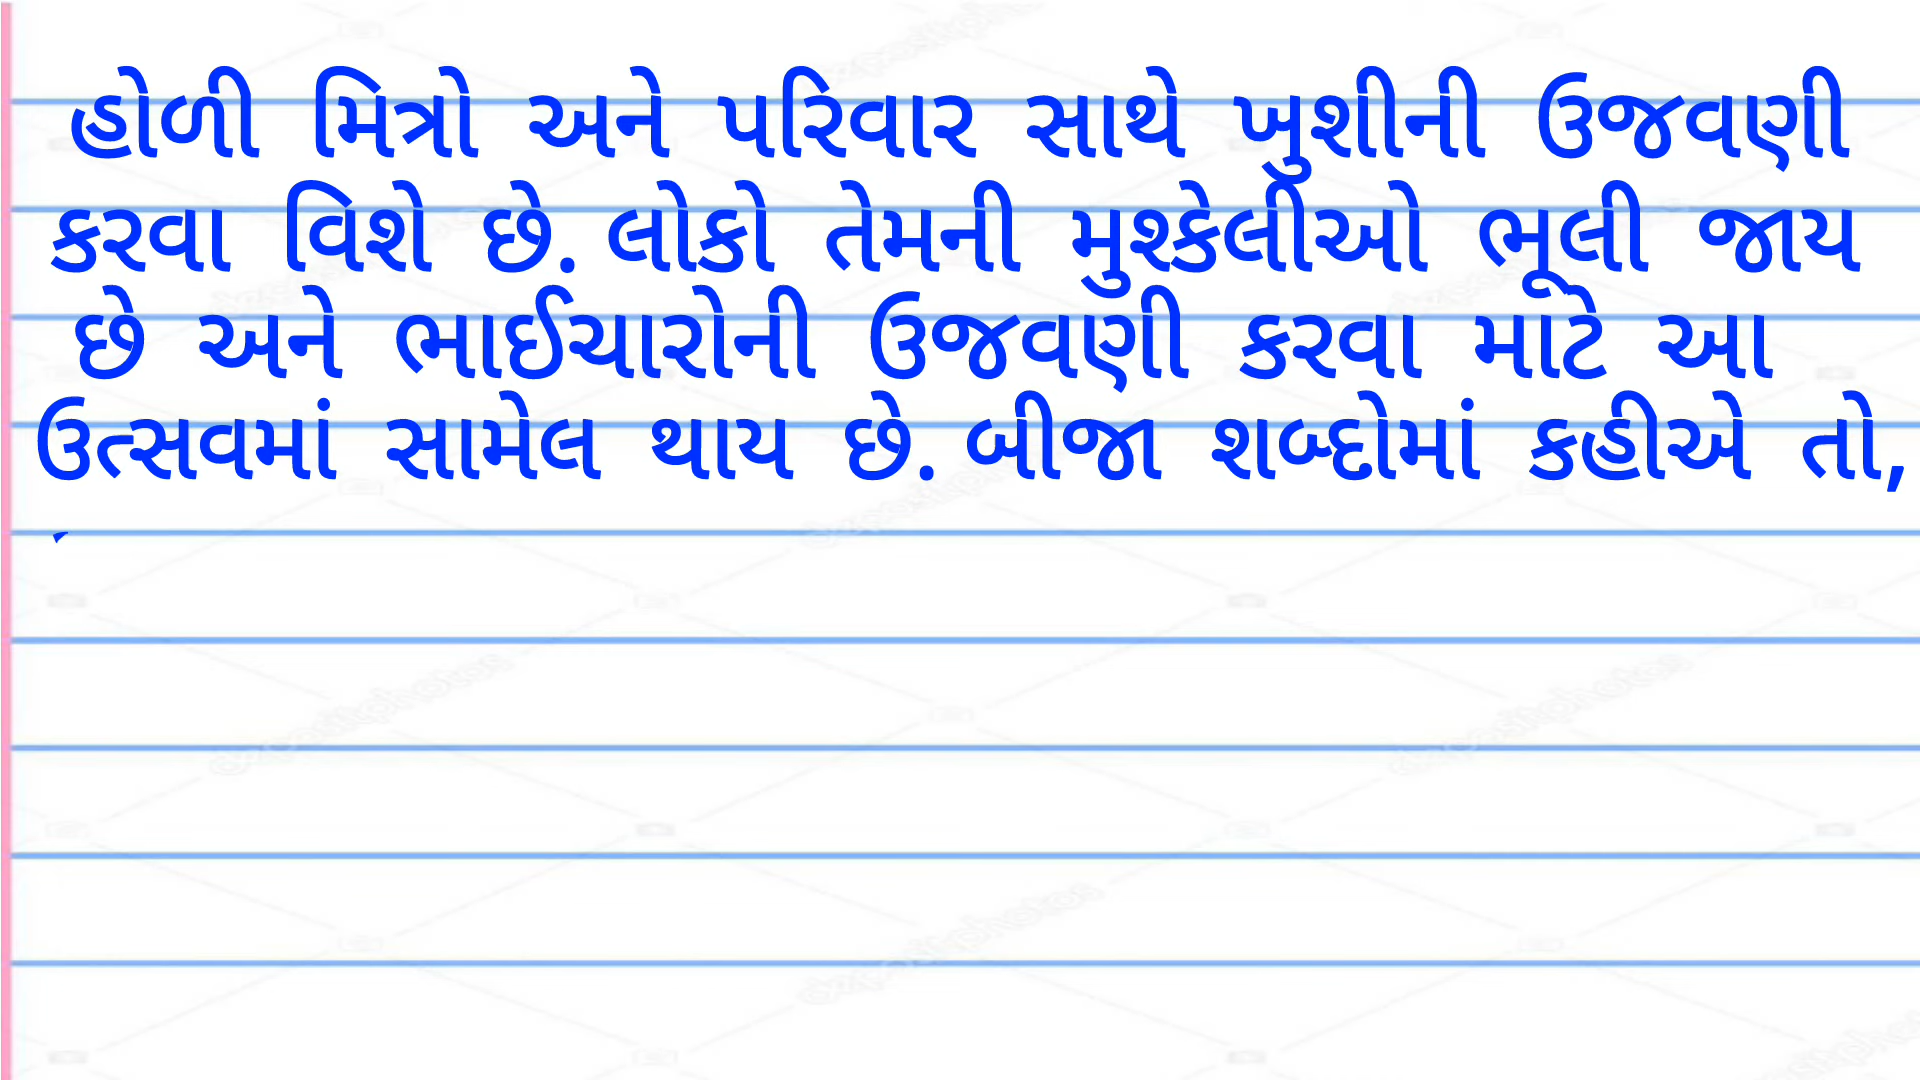 હોળી મિત્રો અને પરિવાર સાથે ખુશીની ઉજવણી
કરવા વિશે છે. લોકો તેમની મુશ્કેલીઓ ભૂલી જાય
છે અને ભાઈચારોની ઉજવણી કરવા માટે આ
ઉત્સવમાં સામેલ થાય છે. બીજા શબ્દોમાં કહીએ તો,